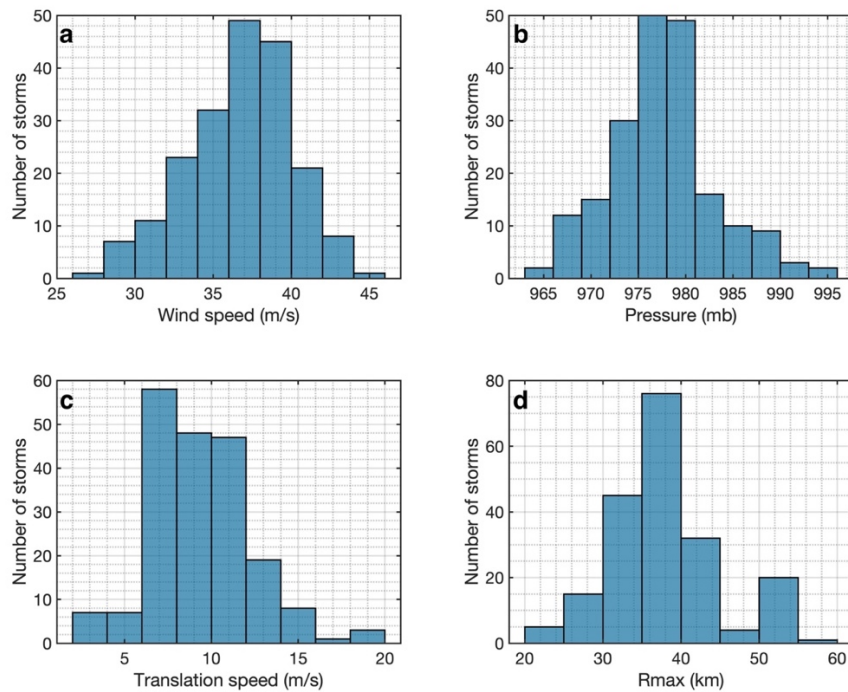 a
Number of storms
50
40
30
20
10
0
25 30 35 40 45
Wind speed (m/s)
b
Number of storms
50
40
30
20
10
0
965 970 975 980 985 990 995
Pressure (mb)
c
Number of storms
60
50
40
30
20
10
0
5 10 15 20
Translation speed (m/s)
d
Number of storms
80
60
40
20
0
20 30 40 50 60
Rmax (km)